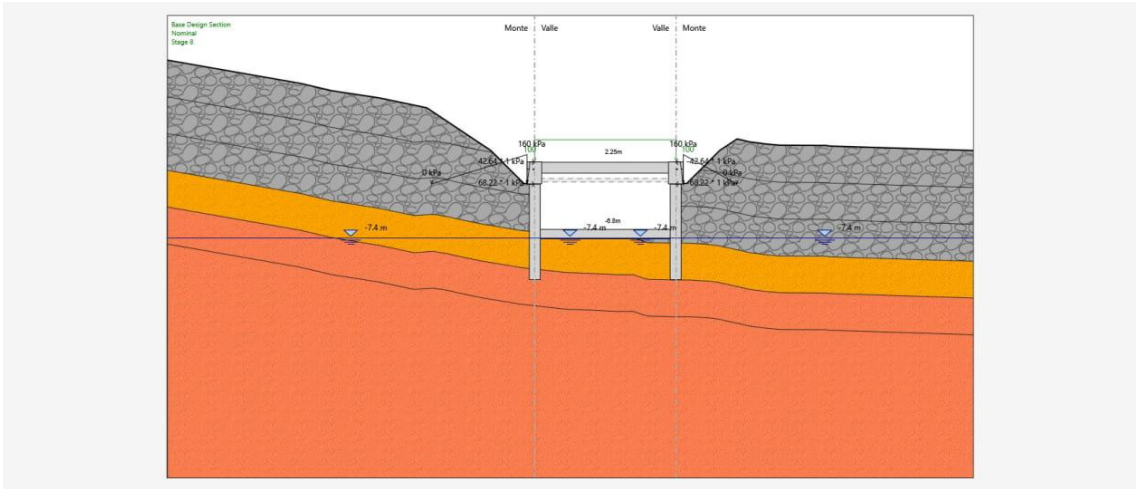 Base Design Section
Nominal
Stage 8
Monte Valle
Valle Monte
160 kPa
160 kPa
100
100
2.25m
42.64 * 1 kPa
-42.64 * 1 kPa
0 kPa
0 kPa
68.22 * 1 kPa
-68.22 * 1 kPa
-6.8m
-7.4 m
-7.4 m
-7.4 m
-7.4 m